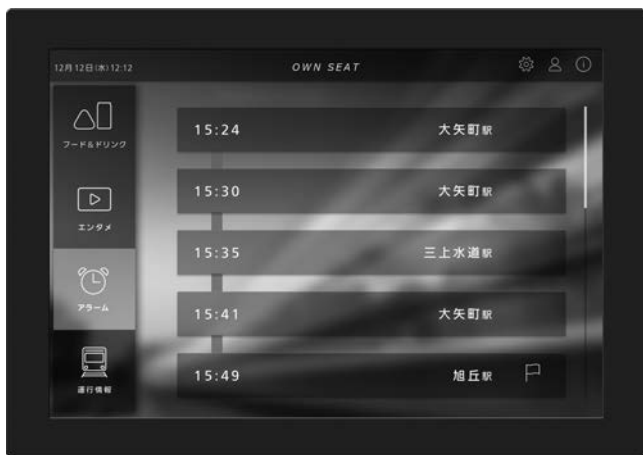 12月12日(水)12:12
OWN SEAT
フード&ドリンク
エンタメ
アラーム
運行情報
15:24 大矢町駅
15:30 大矢町駅
15:35 三上水道駅
15:41 大矢町駅
15:49 旭丘駅